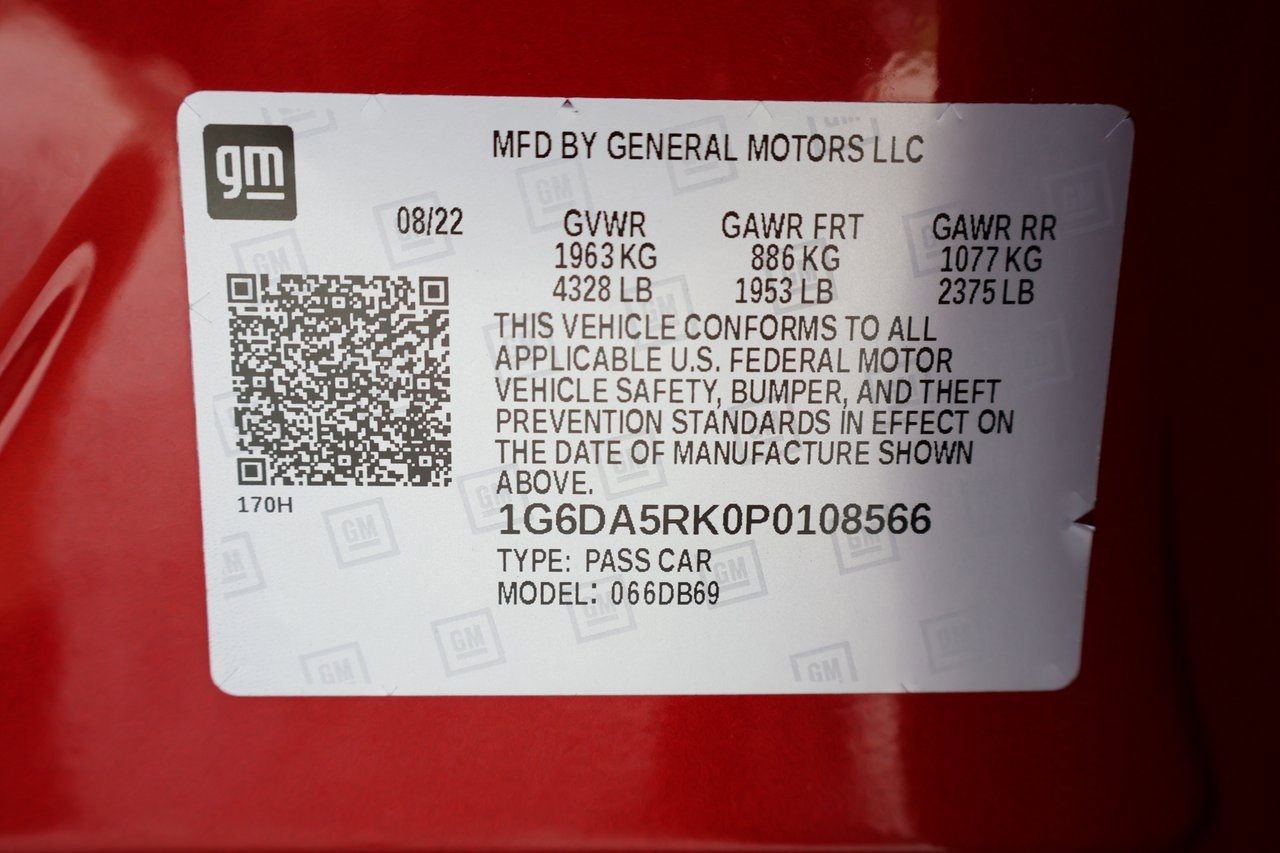 gm
MFD BY GENERAL MOTORS LLC
08/22 GVWR GAWR FRT GAWR RR
1963 KG 886 KG 1077 KG
4328 LB 1953 LB 2375 LB
THIS VEHICLE CONFORMS TO ALL
APPLICABLE U.S. FEDERAL MOTOR
VEHICLE SAFETY, BUMPER, AND THEFT
PREVENTION STANDARDS IN EFFECT ON
THE DATE OF MANUFACTURE SHOWN
ABOVE.
170H
1G6DA5RK0P0108566
TYPE: PASS CAR
MODEL: 066DB69